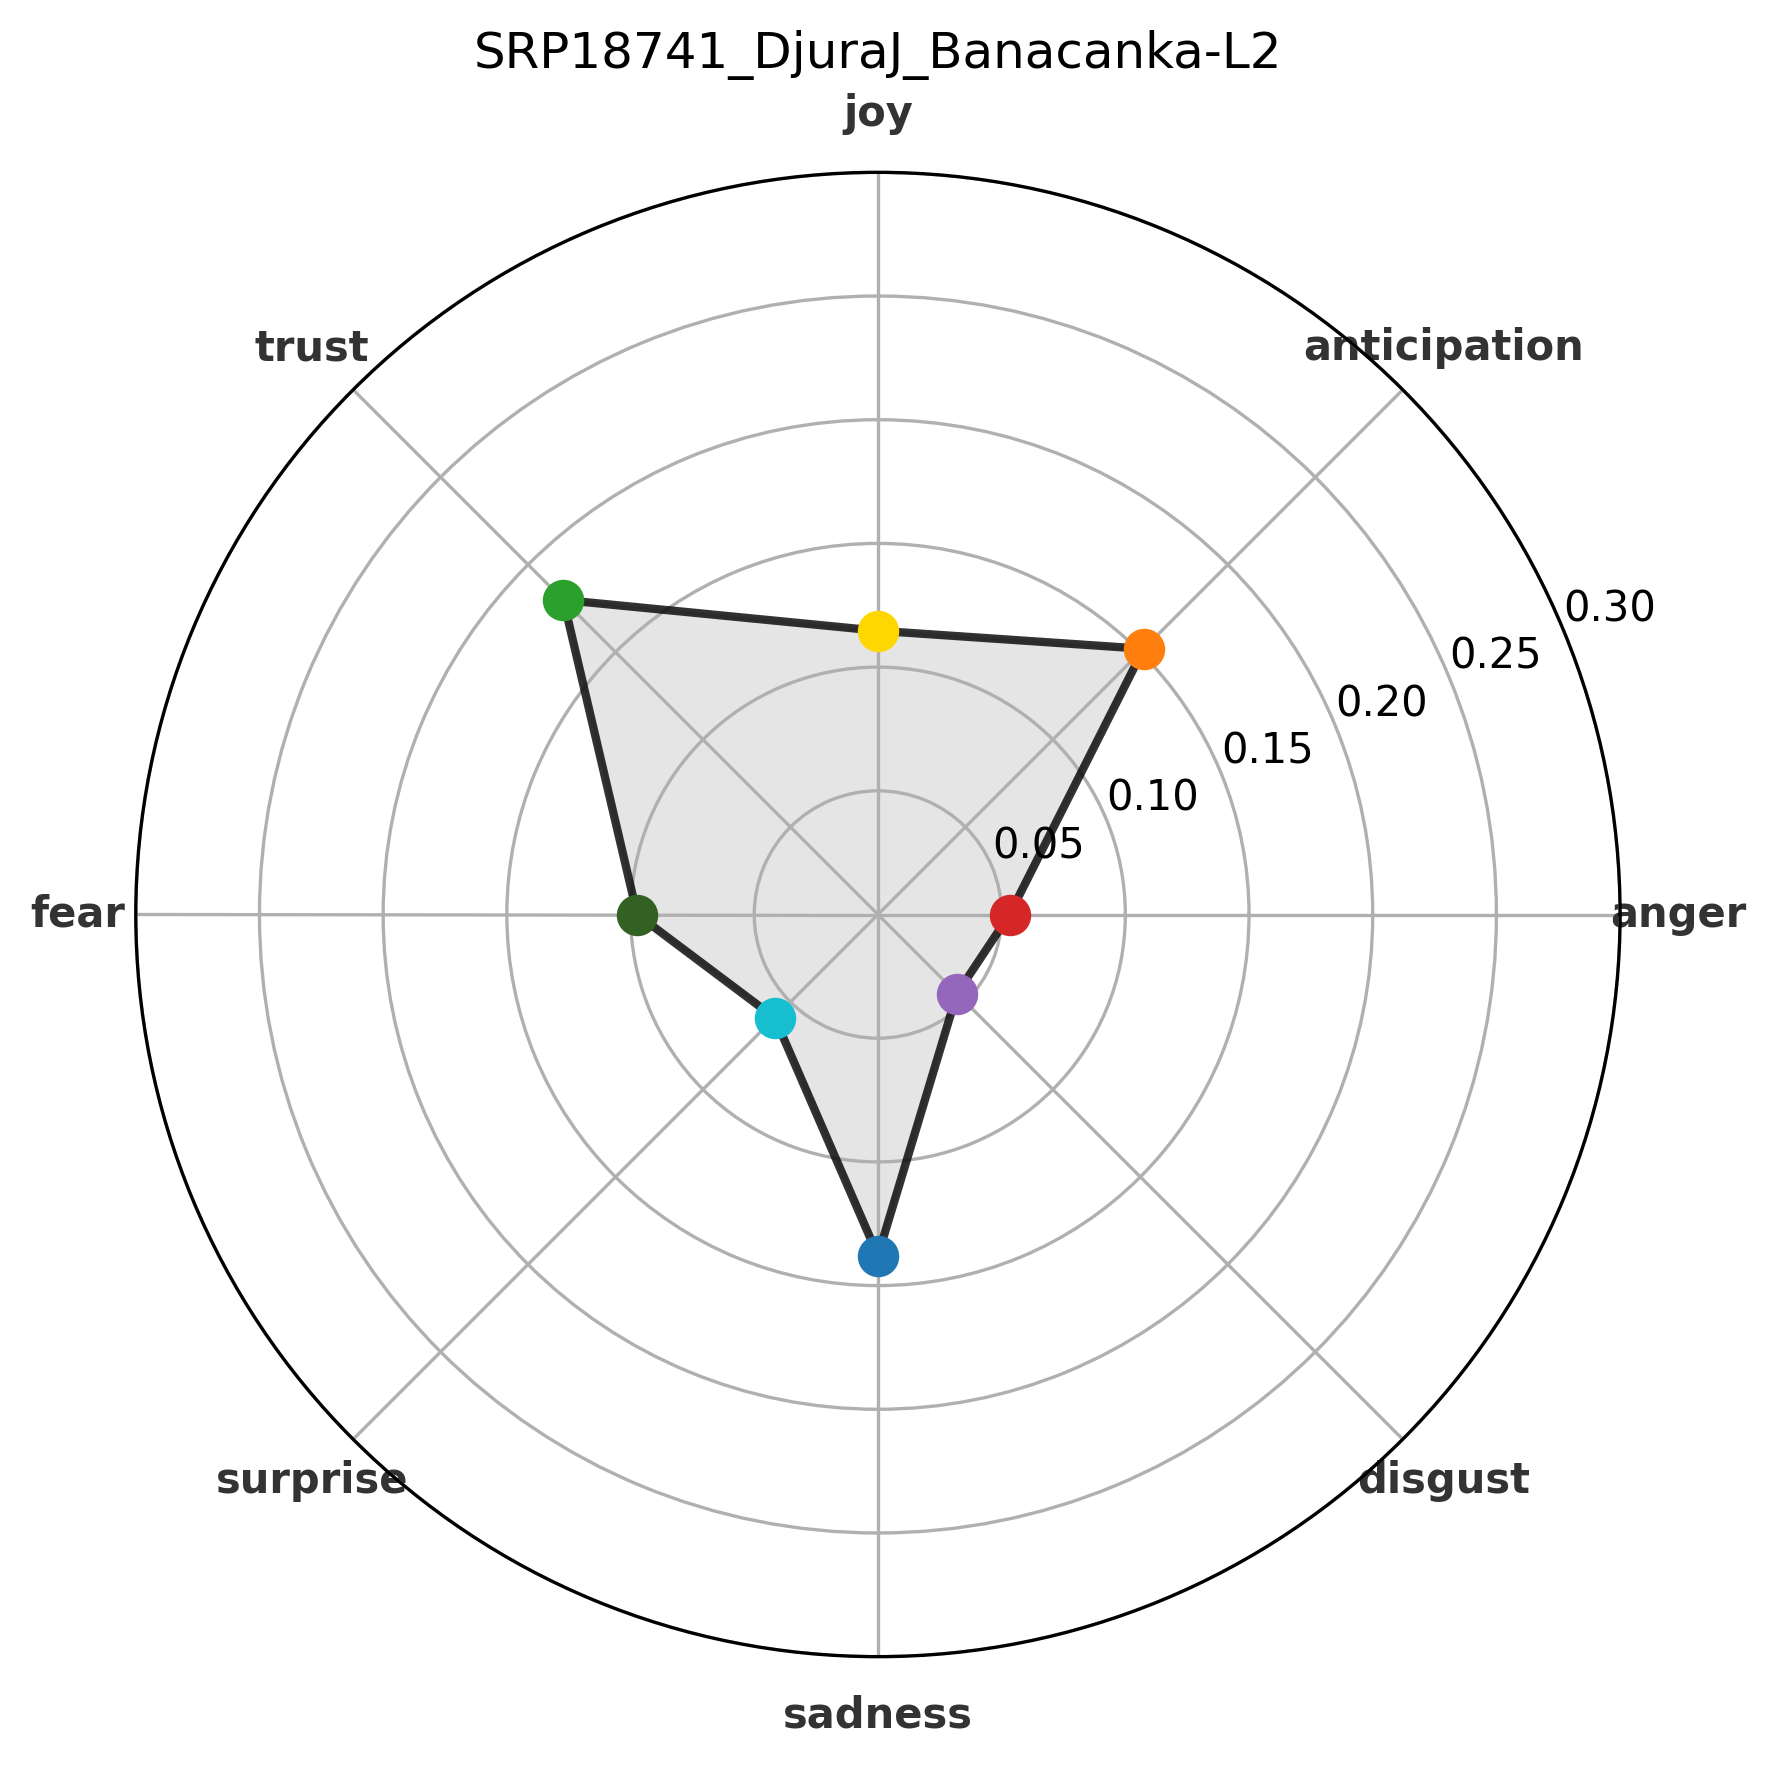 SRP18741_DjuraJ_Banacanka-L2
joy
trust
anticipation
0.30
0.25
0.20
0.15
0.10
0.05
fear
anger
surprise
disgust
sadness